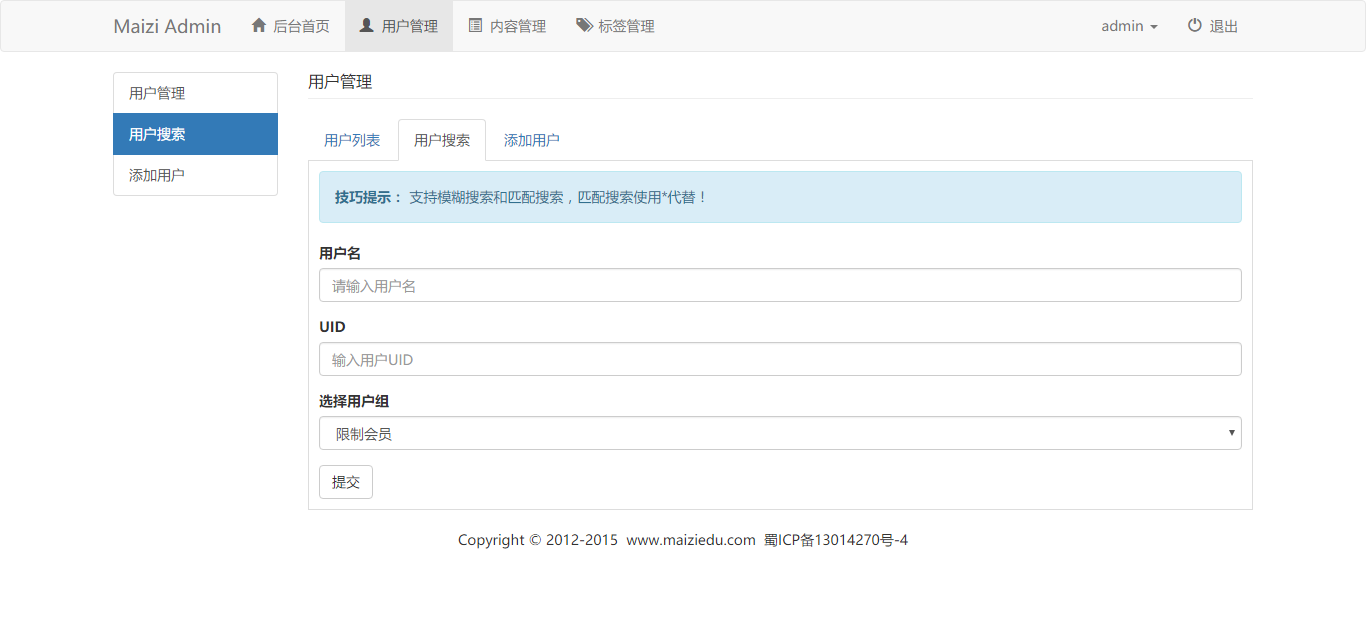 Maizi Admin 后台首页 用户管理 内容管理 标签管理 admin 退出
用户管理
用户搜索
添加用户
用户管理
用户列表 用户搜索 添加用户
技巧提示： 支持模糊搜索和匹配搜索，匹配搜索使用*代替！
用户名
请输入用户名
UID
输入用户UID
选择用户组
限制会员
提交
Copyright © 2012-2015 www.maiziedu.com 蜀ICP备13014270号-4